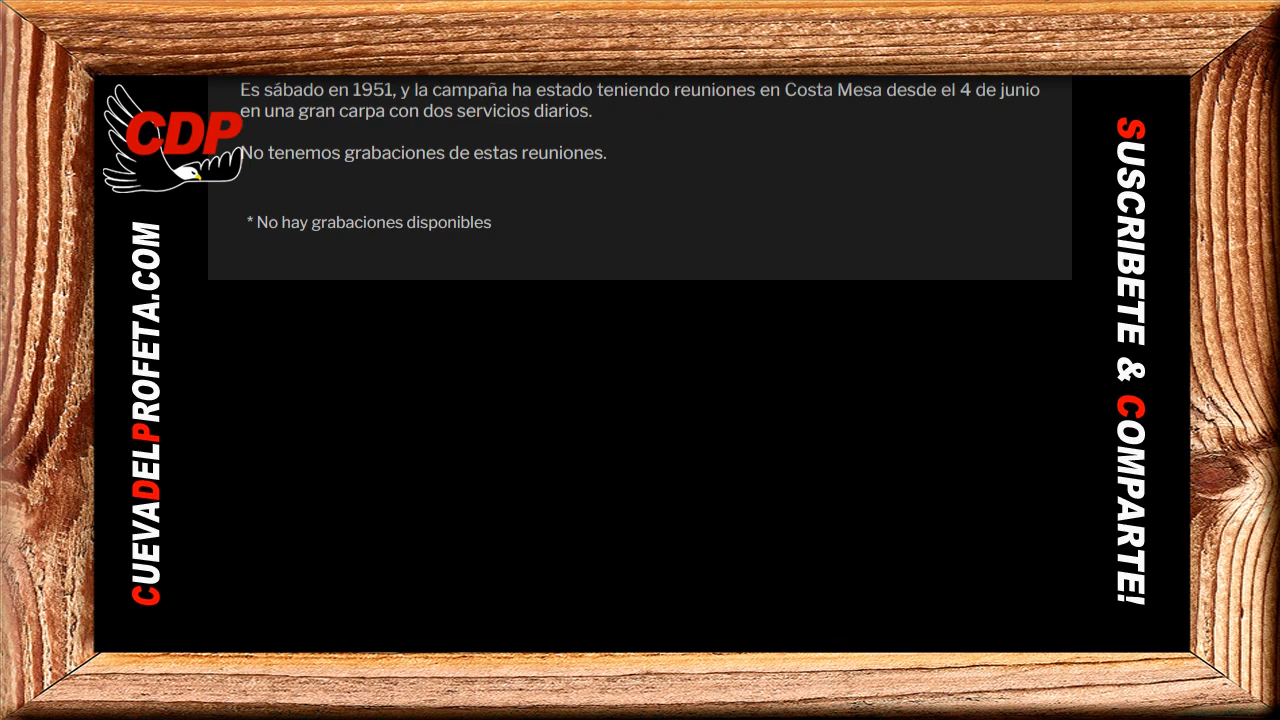 Es sábado en 1951, y la campaña ha estado teniendo reuniones en Costa Mesa desde el 4 de junio
en una gran carpa con dos servicios diarios.
No tenemos grabaciones de estas reuniones.
* No hay grabaciones disponibles
CDP
CUEVADELPROFETA.COM
SUSCRIBETE & COMPARTE!